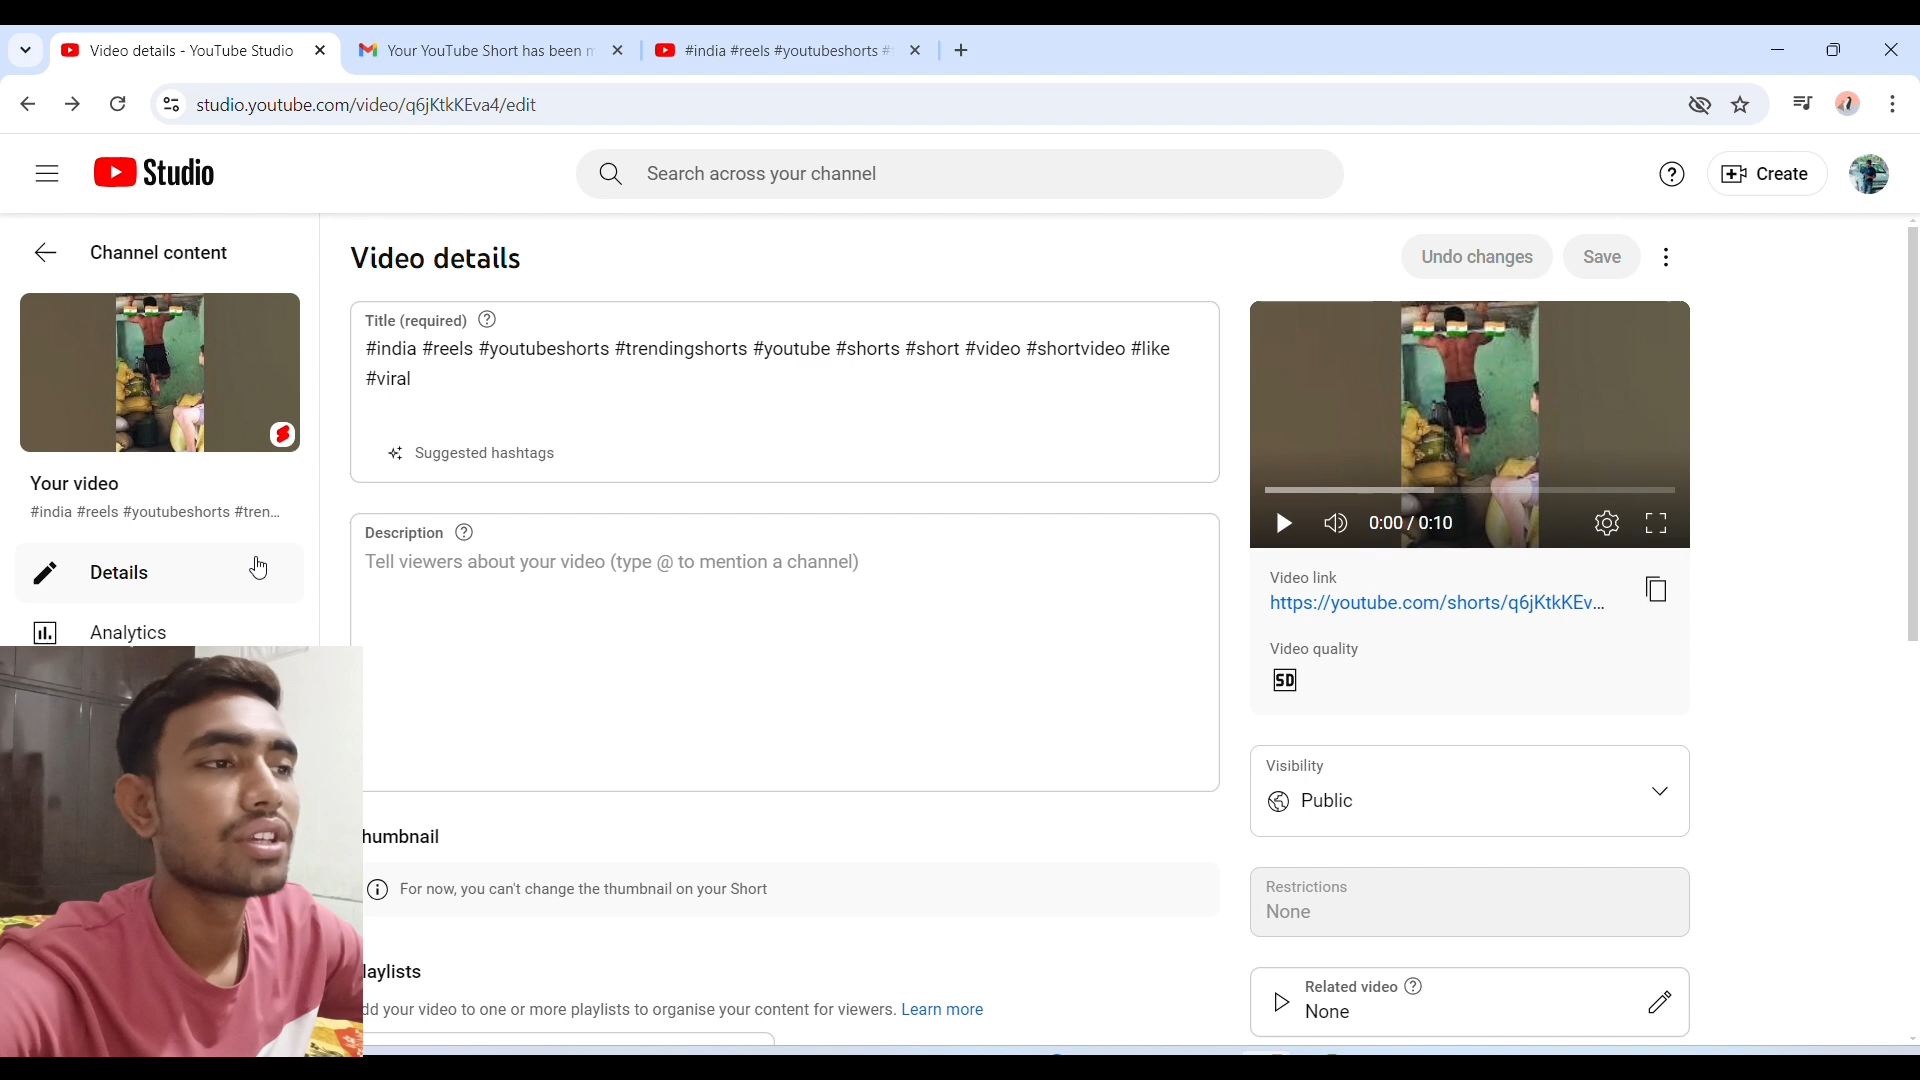 Video details - YouTube Studio
Your YouTube Short has been
#india #reels #youtubeshorts
studio.youtube.com/video/q6jKtkKEva4/edit
Studio
Search across your channel
Create
Channel content
Video details
Undo changes
Save
Title (required)
#india #reels #youtubeshorts #trendingshorts #youtube #shorts #short #video #shortvideo #like
#viral
Suggested hashtags
Your video
#india #reels #youtubeshorts #tren...
Description
Tell viewers about your video (type @ to mention a channel)
0:00 / 0:10
Details
Analytics
Video link
https://youtube.com/shorts/q6jKtkKEv...
Video quality
SD
Visibility
Public
humbnail
For now, you can't change the thumbnail on your Short
Restrictions
None
laylists
dd your video to one or more playlists to organise your content for viewers. Learn more
Related video
None